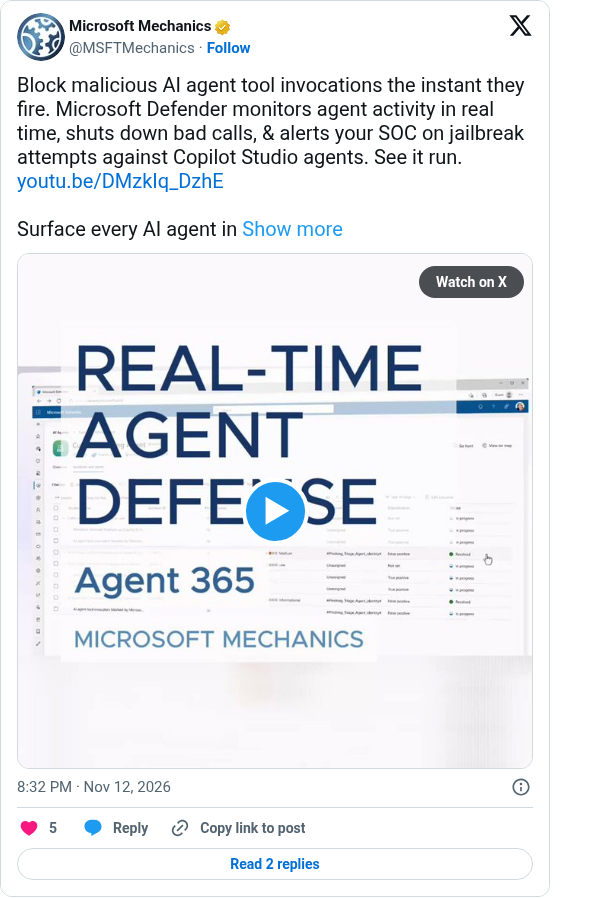 Microsoft Mechanics
@MSFTMechanics · Follow
Block malicious AI agent tool invocations the instant they
fire. Microsoft Defender monitors agent activity in real
time, shuts down bad calls, & alerts your SOC on jailbreak
attempts against Copilot Studio agents. See it run.
youtu.be/DMzkIq_DzhE
Surface every AI agent in Show more
Watch on X
REAL-TIME
AGENT
DEFENSE
Agent 365
MICROSOFT MECHANICS
8:32 PM · Nov 12, 2026
5 Reply Copy link to post
Read 2 replies